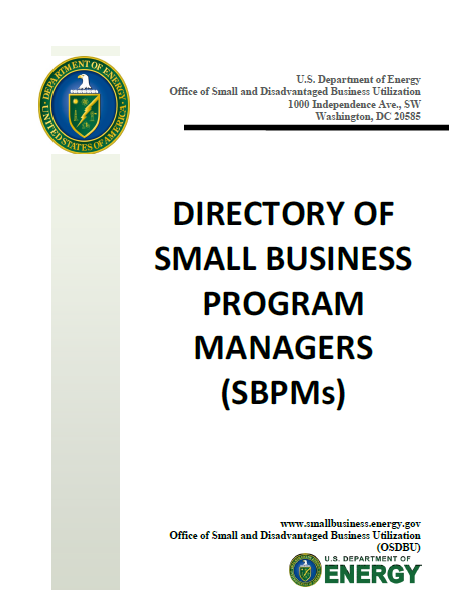 DEPARTMENT OF ENERGY
UNITED STATES OF AMERICA
U.S. Department of Energy
Office of Small and Disadvantaged Business Utilization
1000 Independence Ave., SW
Washington, DC 20585
DIRECTORY OF
SMALL BUSINESS
PROGRAM
MANAGERS
(SBPMs)
www.smallbusiness.energy.gov
Office of Small and Disadvantaged Business Utilization
(OSDBU)
U.S. DEPARTMENT OF
ENERGY